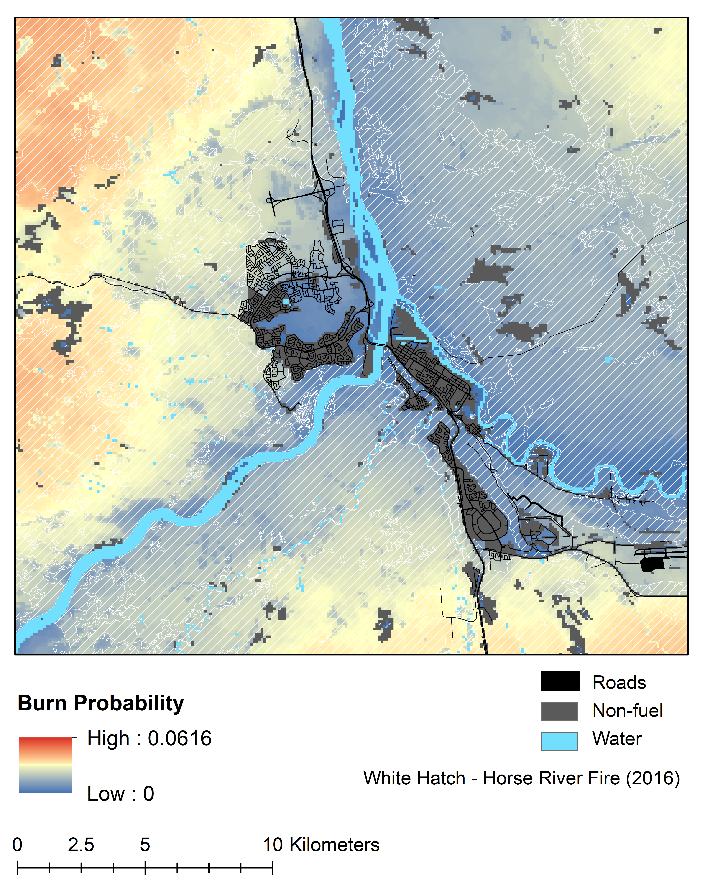 Burn Probability
High : 0.0616
Low : 0
Roads
Non-fuel
Water
White Hatch - Horse River Fire (2016)
0 2.5 5 10 Kilometers